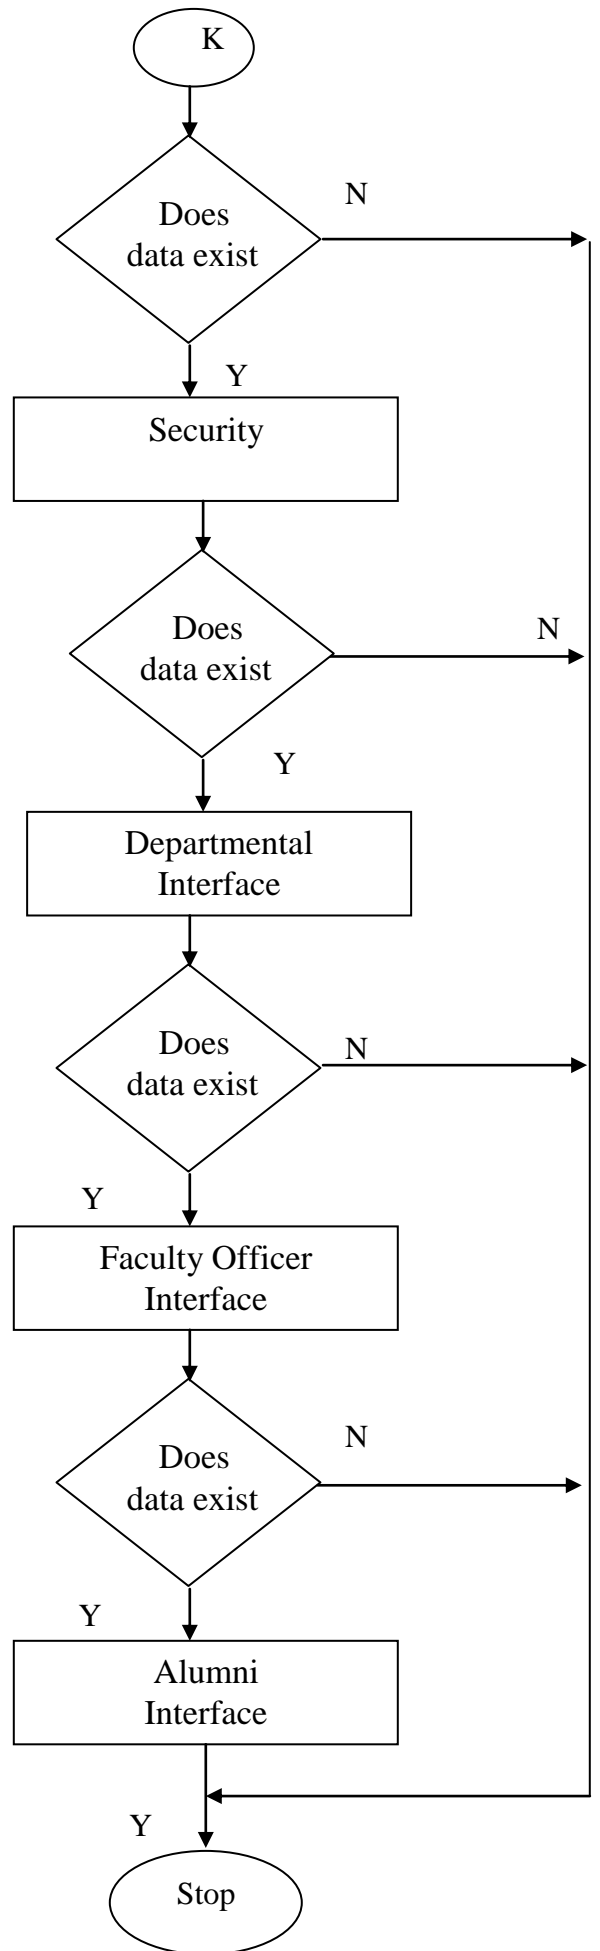 K
Does
data exist
N
Y
Security
Does
data exist
N
Y
Departmental
Interface
Does
data exist
N
Y
Faculty Officer
Interface
Does
data exist
N
Y
Alumni
Interface
Y
Stop